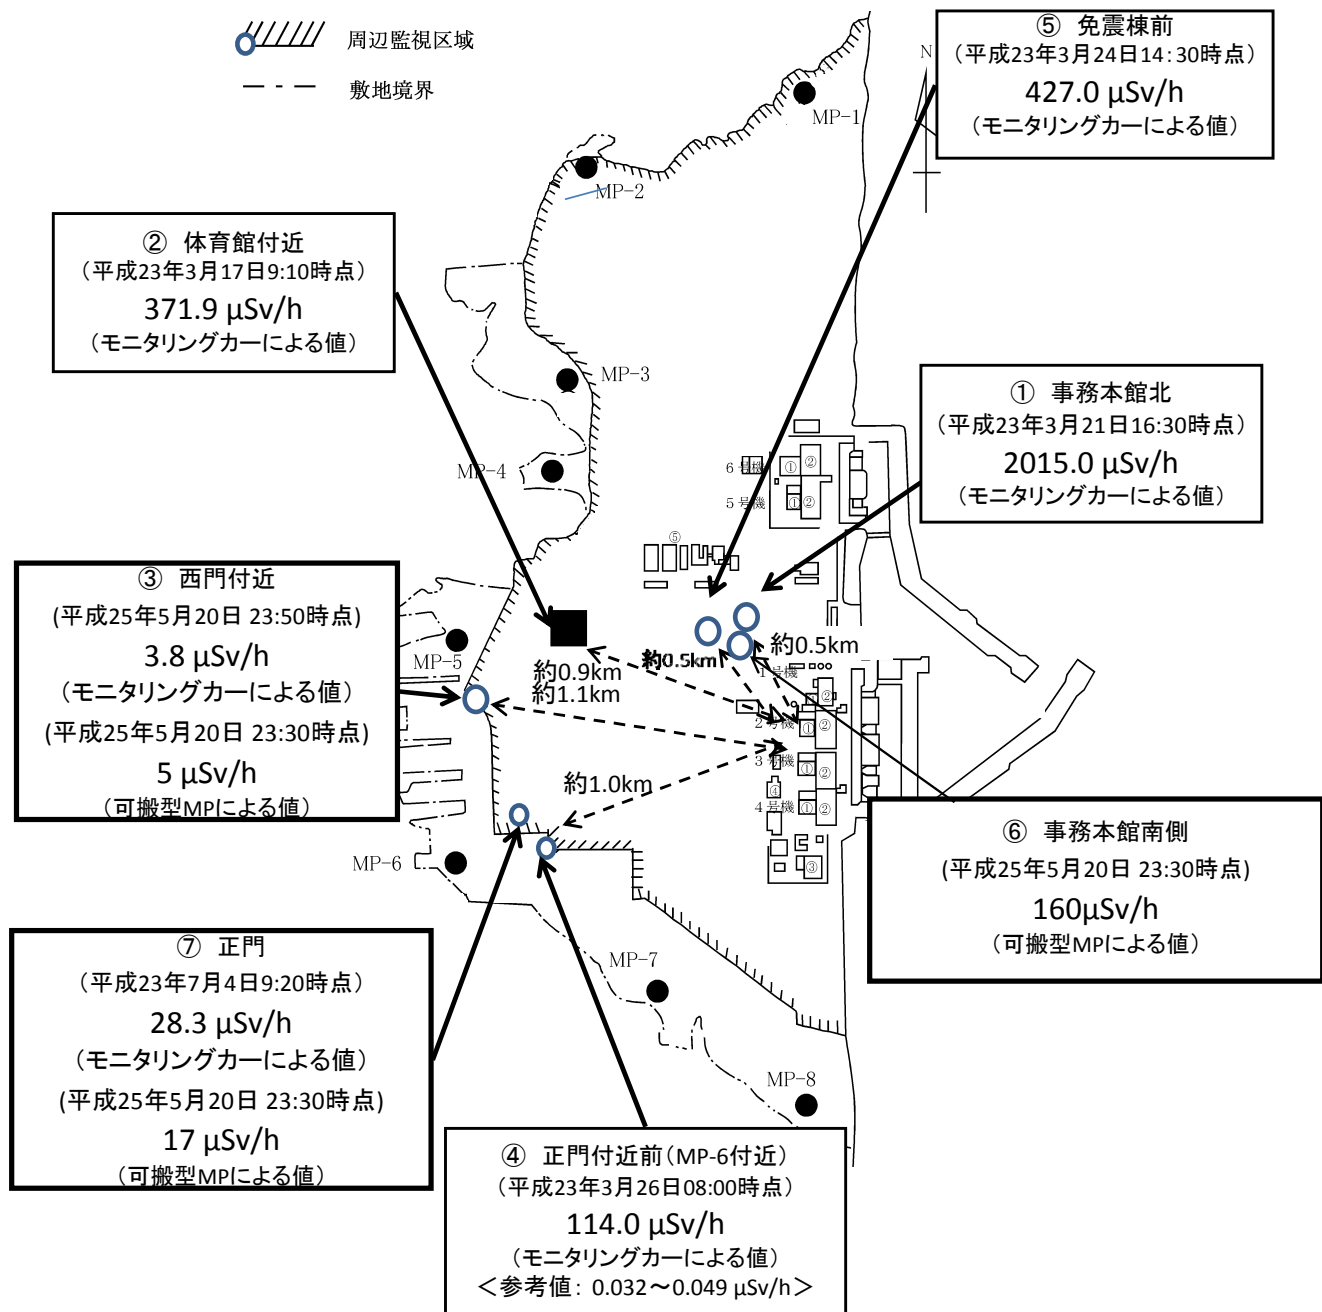 周辺監視区域
敷地境界
⑤ 免震棟前
（平成23年3月24日14：30時点）
427.0 µSv/h
（モニタリングカーによる値）
N
MP-1
MP-2
② 体育館付近
（平成23年3月17日9:10時点）
371.9 µSv/h
（モニタリングカーによる値）
MP-3
MP-4
① 事務本館北
（平成23年3月21日16:30時点）
2015.0 µSv/h
（モニタリングカーによる値）
6号機
① ②
5号機
① ②
⑤
③ 西門付近
(平成25年5月20日 23:50時点)
3.8 µSv/h
（モニタリングカーによる値）
(平成25年5月20日 23:30時点)
5 µSv/h
（可搬型MPによる値）
MP-5
約0.9km
約1.1km
約0.5km
約0.5km
1号機
②
2号機
① ②
3号機
① ②
④
4号機
① ②
③
約1.0km
MP-6
⑥ 事務本館南側
(平成25年5月20日 23:30時点)
160µSv/h
（可搬型MPによる値）
⑦ 正門
（平成23年7月4日9:20時点）
28.3 µSv/h
（モニタリングカーによる値）
(平成25年5月20日 23:30時点)
17 µSv/h
（可搬型MPによる値）
MP-7
MP-8
④ 正門付近前（MP-6付近）
（平成23年3月26日08:00時点）
114.0 µSv/h
（モニタリングカーによる値）
＜参考値： 0.032～0.049 µSv/h＞